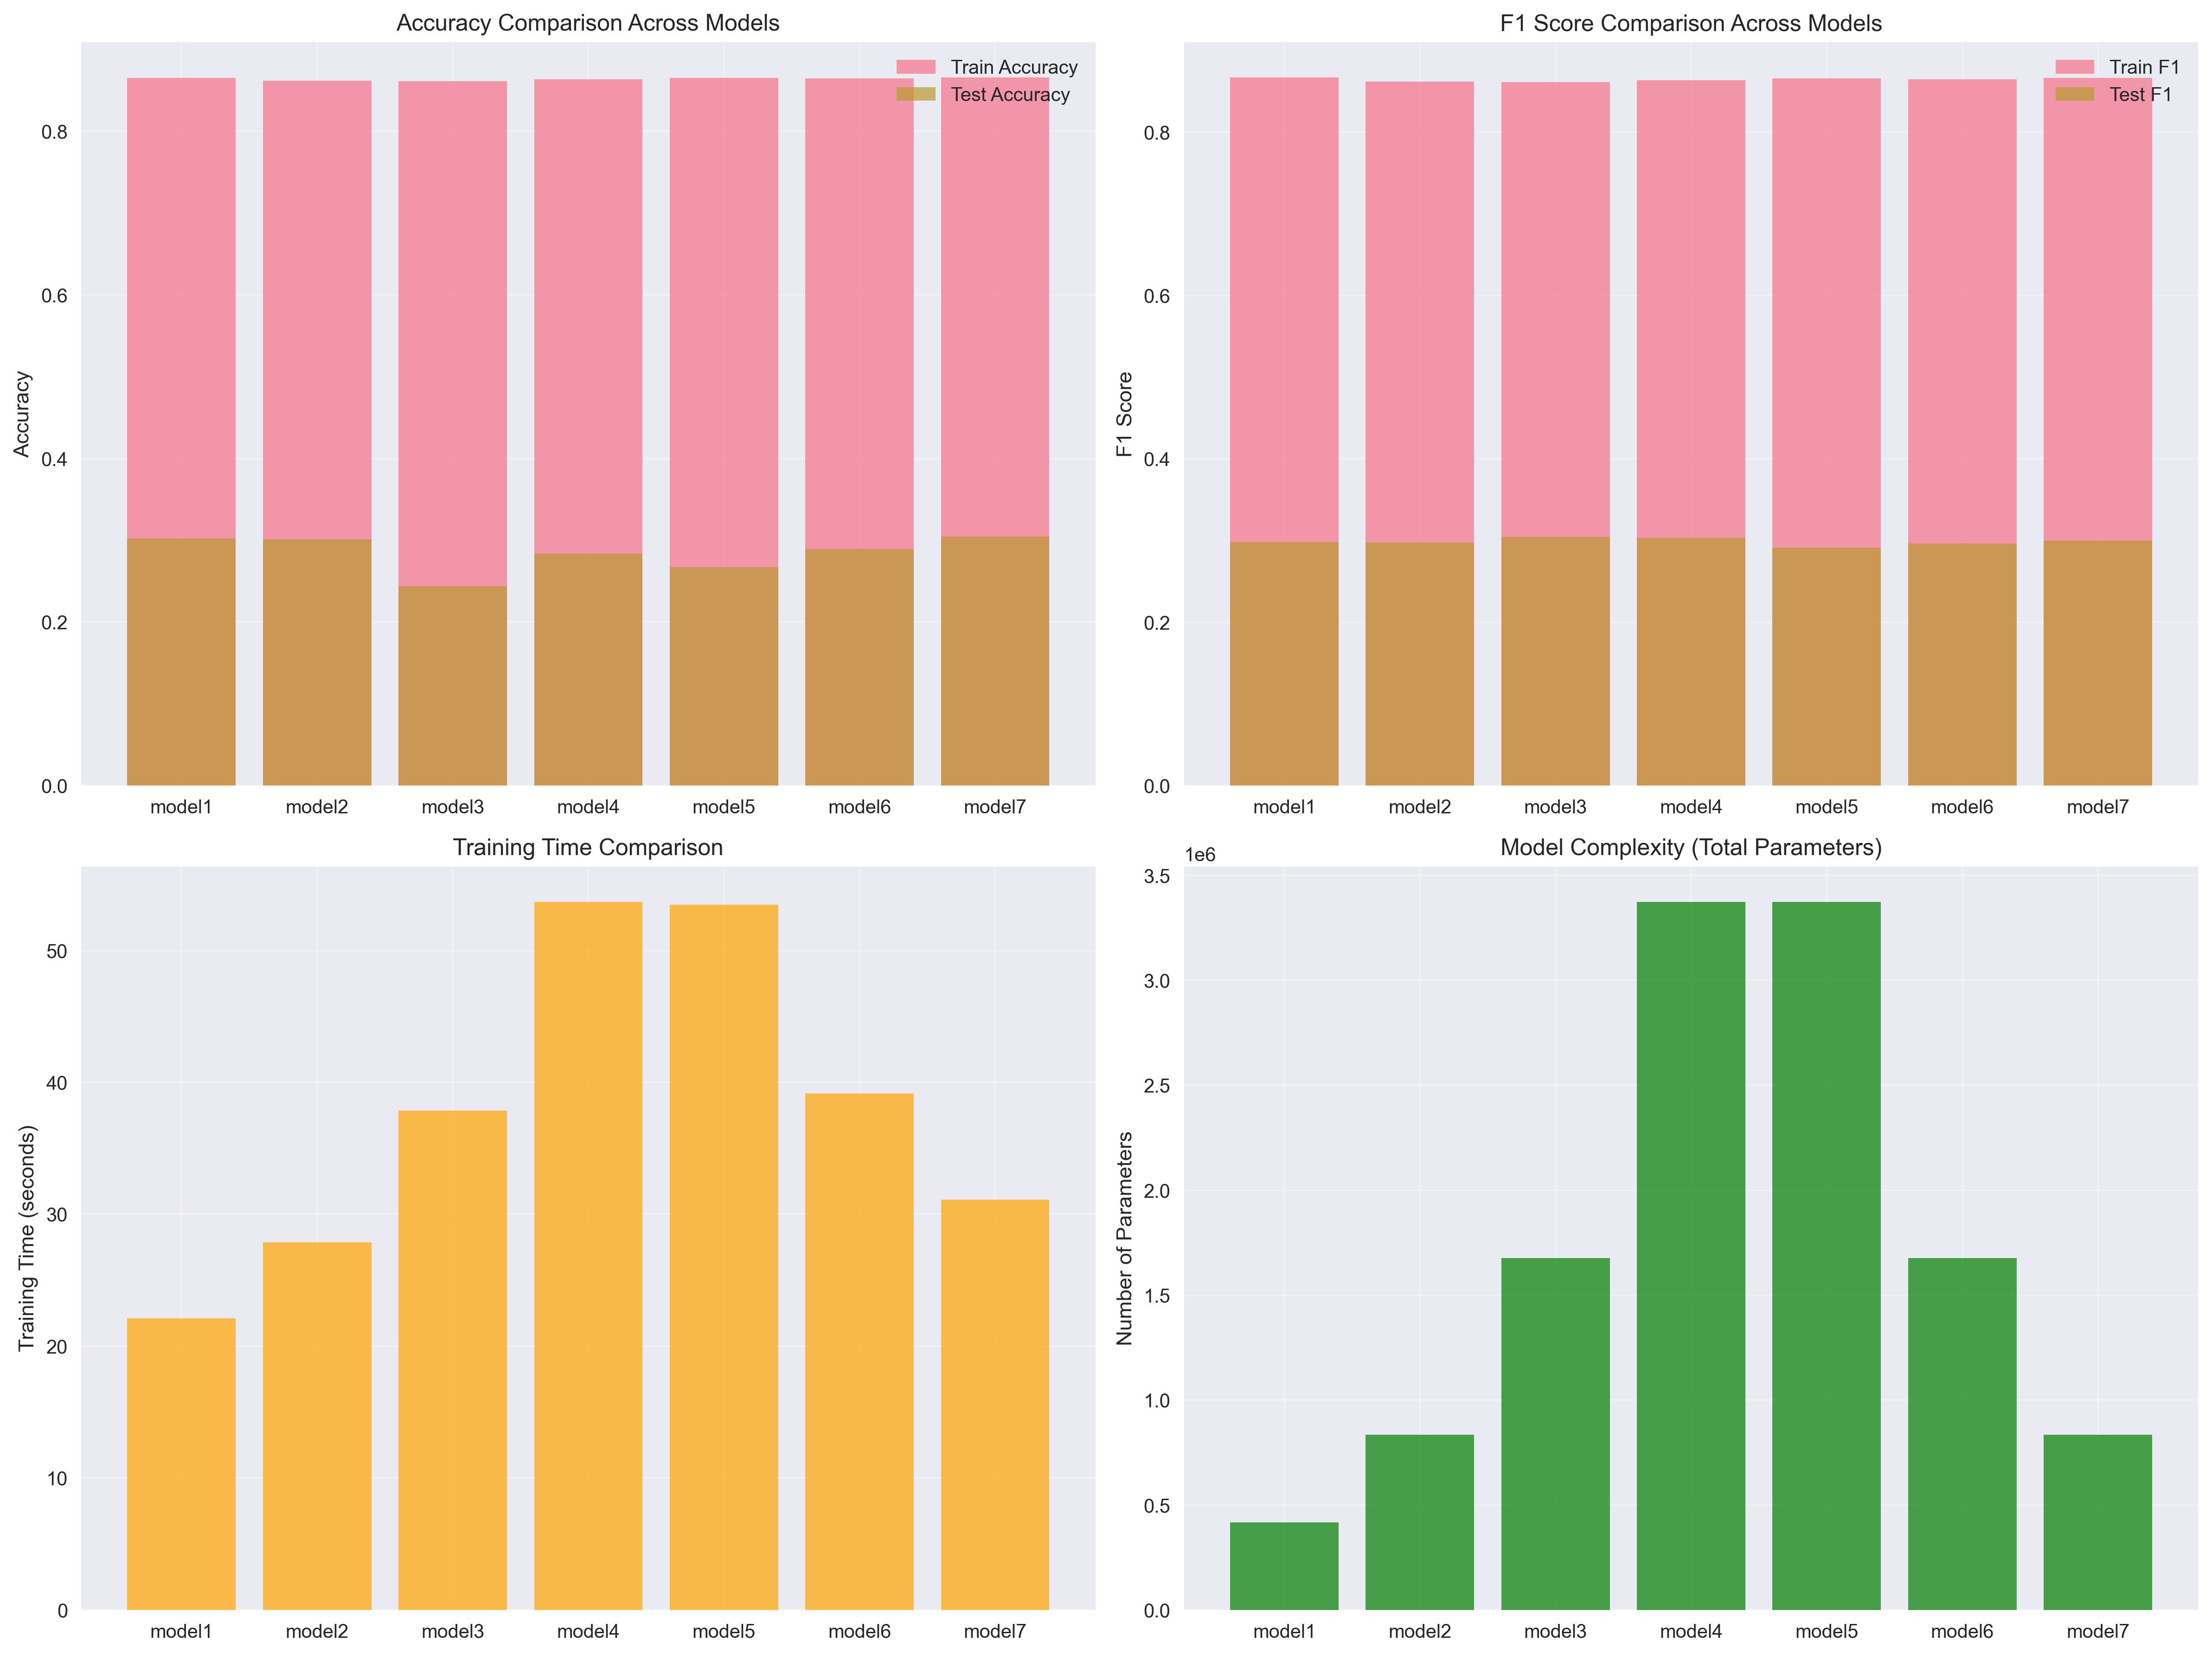 Accuracy Comparison Across Models
Train Accuracy
Test Accuracy
Accuracy
0.8
0.6
0.4
0.2
0.0
model1 model2 model3 model4 model5 model6 model7
F1 Score Comparison Across Models
Train F1
Test F1
F1 Score
0.8
0.6
0.4
0.2
0.0
model1 model2 model3 model4 model5 model6 model7
Training Time Comparison
Training Time (seconds)
50
40
30
20
10
0
model1 model2 model3 model4 model5 model6 model7
Model Complexity (Total Parameters)
1e6
Number of Parameters
3.5
3.0
2.5
2.0
1.5
1.0
0.5
0.0
model1 model2 model3 model4 model5 model6 model7